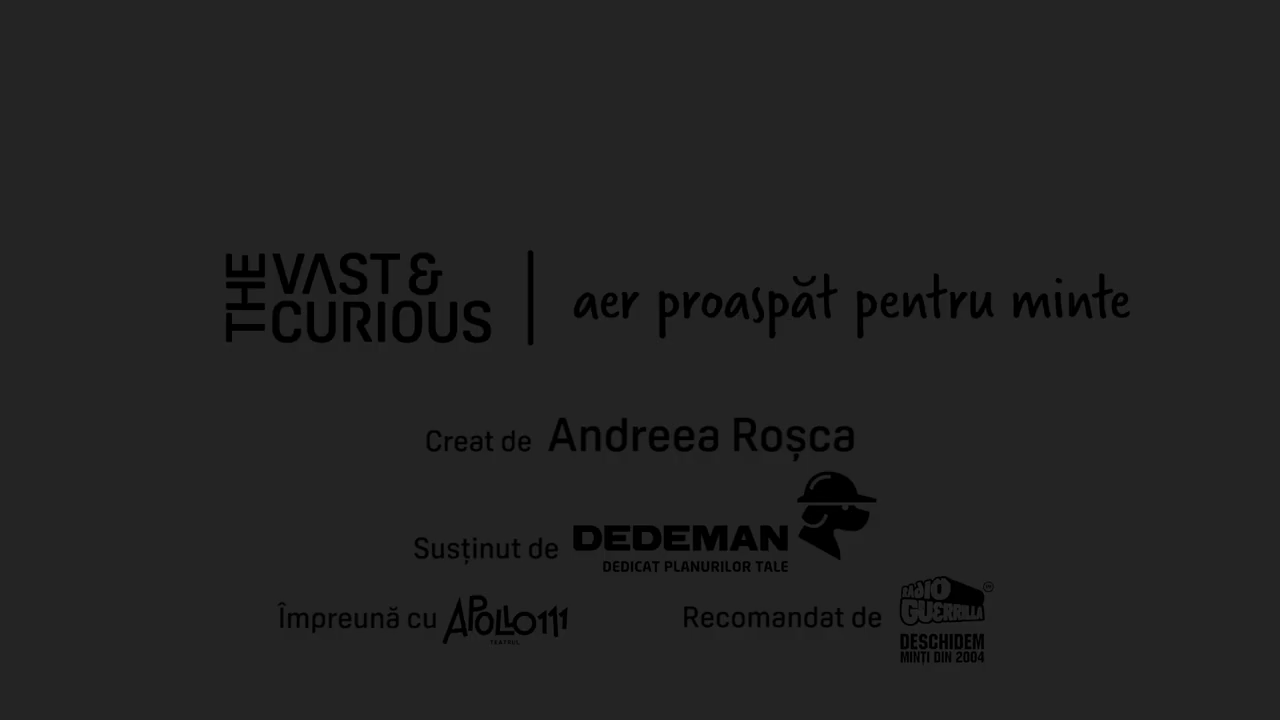 THE VAST & CURIOUS
aer proaspăt pentru minte
Creat de Andreea Roșca
Susținut de DEDEMAN
DEDICAT PLANURILOR TALE
Împreună cu APOLLO111
TEATRUL
Recomandat de RADIO GUERRILLA
DESCHIDEM
MINȚI DIN 2004